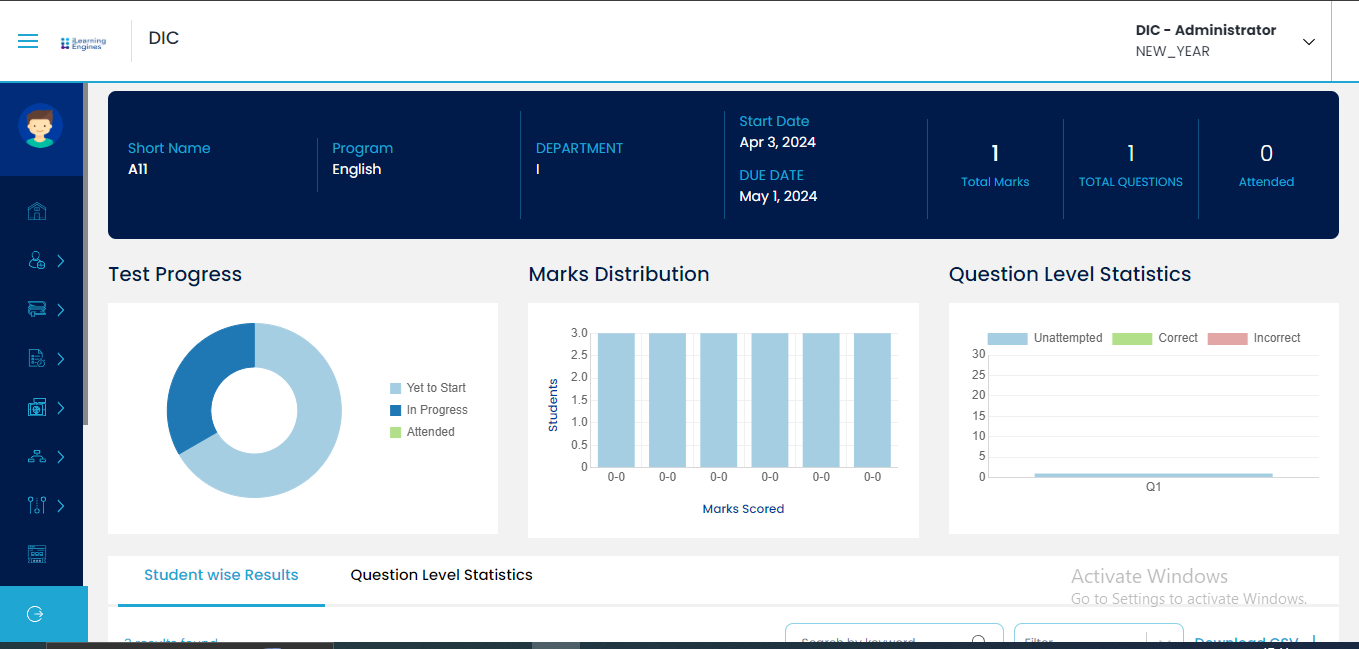 iLearning
Engines
DIC
DIC - Administrator
NEW_YEAR
Short Name
A11
Program
English
DEPARTMENT
I
Start Date
Apr 3, 2024
DUE DATE
May 1, 2024
1
Total Marks
1
TOTAL QUESTIONS
0
Attended
Test Progress
Yet to Start
In Progress
Attended
Marks Distribution
Students
3.0
2.5
2.0
1.5
1.0
0.5
0
0-0 0-0 0-0 0-0 0-0 0-0
Marks Scored
Question Level Statistics
Unattempted Correct Incorrect
30
25
20
15
10
5
0
Q1
Student wise Results
Question Level Statistics
Activate Windows
Go to Settings to activate Windows.
3 results found
Search by keyword
Filter
Download CSV